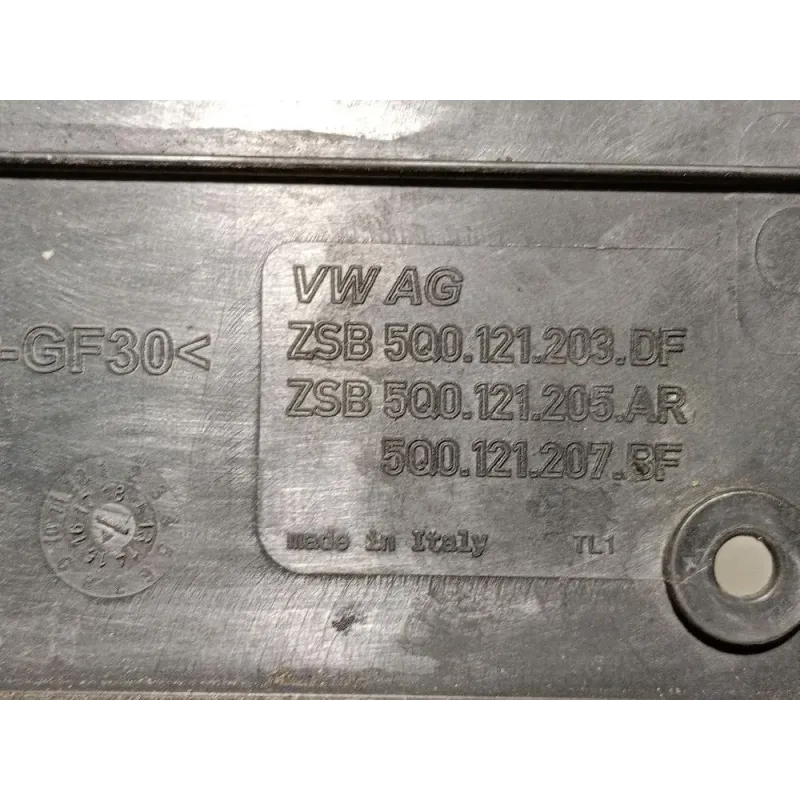 VW AG
ZSB 5Q0.121.203.DF
-GF30<
ZSB 5Q0.121.205.AR
5Q0.121.207.BF
made in Italy TL1